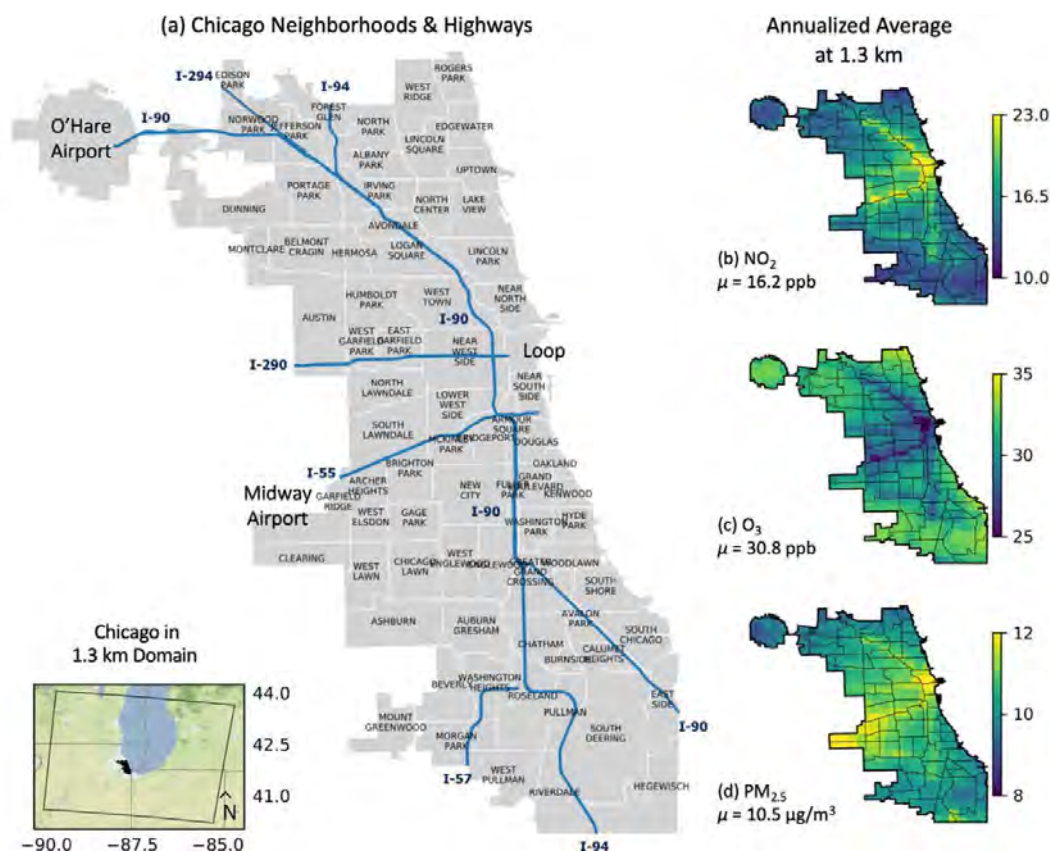 (a) Chicago Neighborhoods & Highways
Annualized Average
at 1.3 km
I-294
EDISON
PARK
I-94
ROGERS
PARK
WEST
RIDGE
I-90
O'Hare
Airport
NORWOOD
PARK
JEFFERSON
PARK
FOREST
GLEN
NORTH
PARK
EDGEWATER
LINCOLN
SQUARE
ALBANY
PARK
UPTOWN
PORTAGE
PARK
IRVING
PARK
NORTH
CENTER
LAKE
VIEW
DUNNING
AVONDALE
MONTCLARE
BELMONT
CRAGIN
HERMOSA
LOGAN
SQUARE
LINCOLN
PARK
HUMBOLDT
PARK
WEST
TOWN
NEAR
NORTH
SIDE
AUSTIN
I-90
WEST
GARFIELD
PARK
EAST
GARFIELD
PARK
NEAR
WEST
SIDE
Loop
I-290
NORTH
LAWNDALE
LOWER
WEST
SIDE
NEAR
SOUTH
SIDE
SOUTH
LAWNDALE
ARMOUR
SQUARE
MCKINLEY
PARK
BRIDGEPORT
DOUGLAS
I-55
BRIGHTON
PARK
OAKLAND
ARCHER
HEIGHTS
Midway
Airport
GARFIELD
RIDGE
NEW
CITY
FULLER
PARK
GRAND
BOULEVARD
KENWOOD
I-90
WEST
ELSDON
GAGE
PARK
WASHINGTON
PARK
HYDE
PARK
CLEARING
WEST
LAWN
CHICAGO
LAWN
WEST
ENGLEWOOD
ENGLEWOOD
GREATER
GRAND
CROSSING
WOODLAWN
SOUTH
SHORE
ASHBURN
AUBURN
GRESHAM
AVALON
PARK
CHATHAM
SOUTH
CHICAGO
BURNSIDE
CALUMET
HEIGHTS
BEVERLY
WASHINGTON
HEIGHTS
ROSELAND
EAST
SIDE
I-90
PULLMAN
MOUNT
GREENWOOD
MORGAN
PARK
SOUTH
DEERING
I-57
WEST
PULLMAN
RIVERDALE
HEGEWISCH
I-94
Chicago in
1.3 km Domain
44.0
42.5
41.0
N
−90.0 −87.5 −85.0
23.0
16.5
10.0
(b) NO₂
μ = 16.2 ppb
35
30
25
(c) O₃
μ = 30.8 ppb
12
10
8
(d) PM₂.₅
μ = 10.5 μg/m³